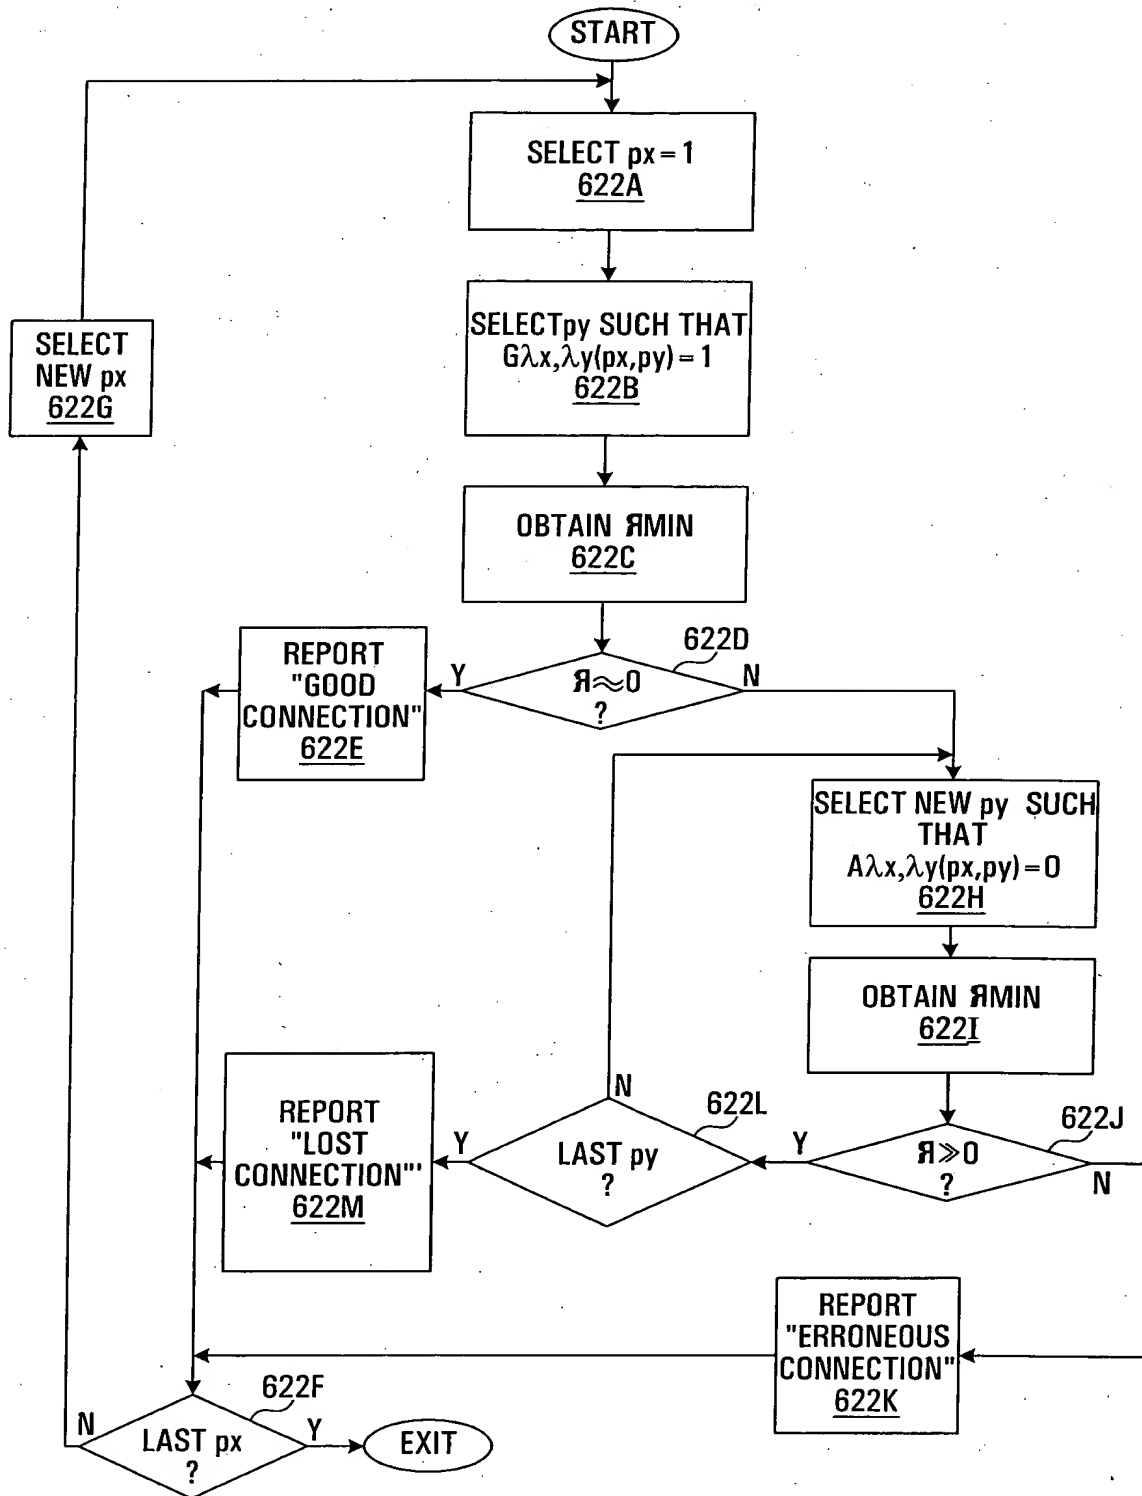 START
SELECT px=1
622A
SELECT py SUCH THAT
Gλx,λy(px,py)=1
622B
SELECT
NEW px
622G
OBTAIN ЯMIN
622C
622D
Y
Я≈0
?
N
REPORT
"GOOD
CONNECTION"
622E
SELECT NEW py SUCH
THAT
Aλx,λy(px,py)=0
622H
OBTAIN ЯMIN
622I
622J
Y
Я≫0
?
N
622L
N
Y
LAST py
?
REPORT
"LOST
CONNECTION"'
622M
REPORT
"ERRONEOUS
CONNECTION"
622K
622F
N
LAST px
?
Y
EXIT